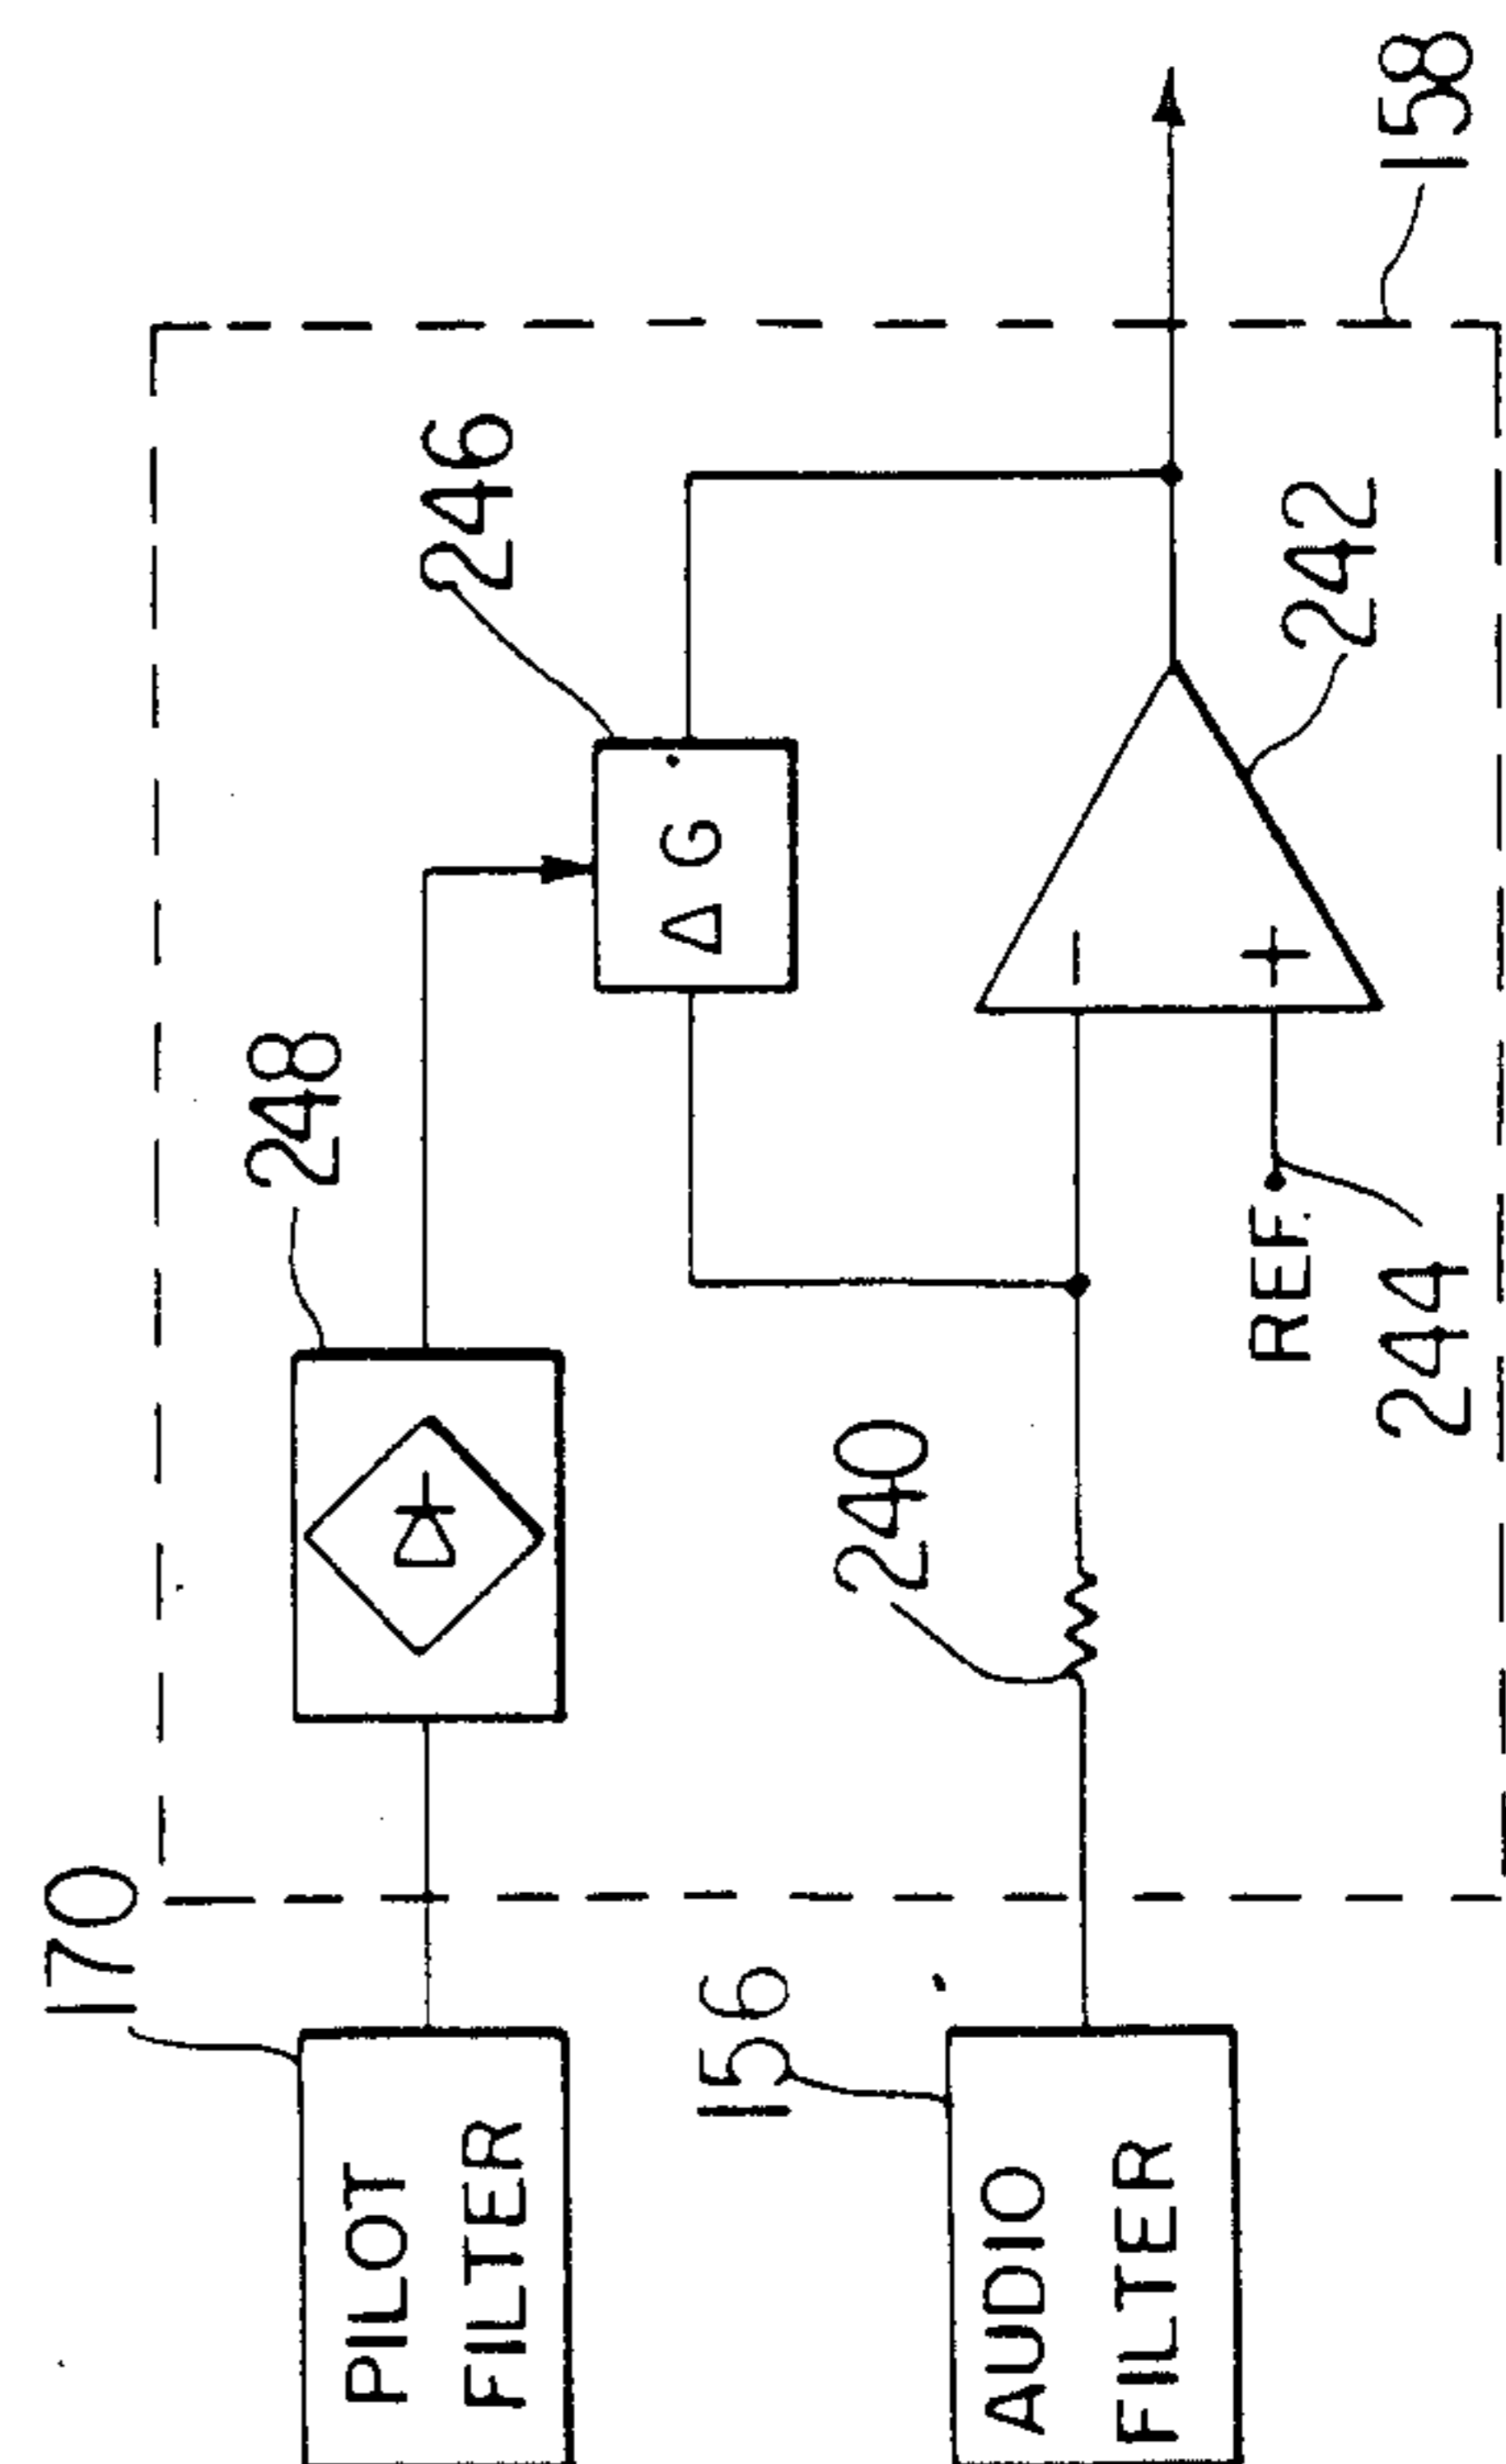 170
PILOT
FILTER
248
246
ΔG
156
AUDIO
FILTER
240
REF.
244
−
+
242
158